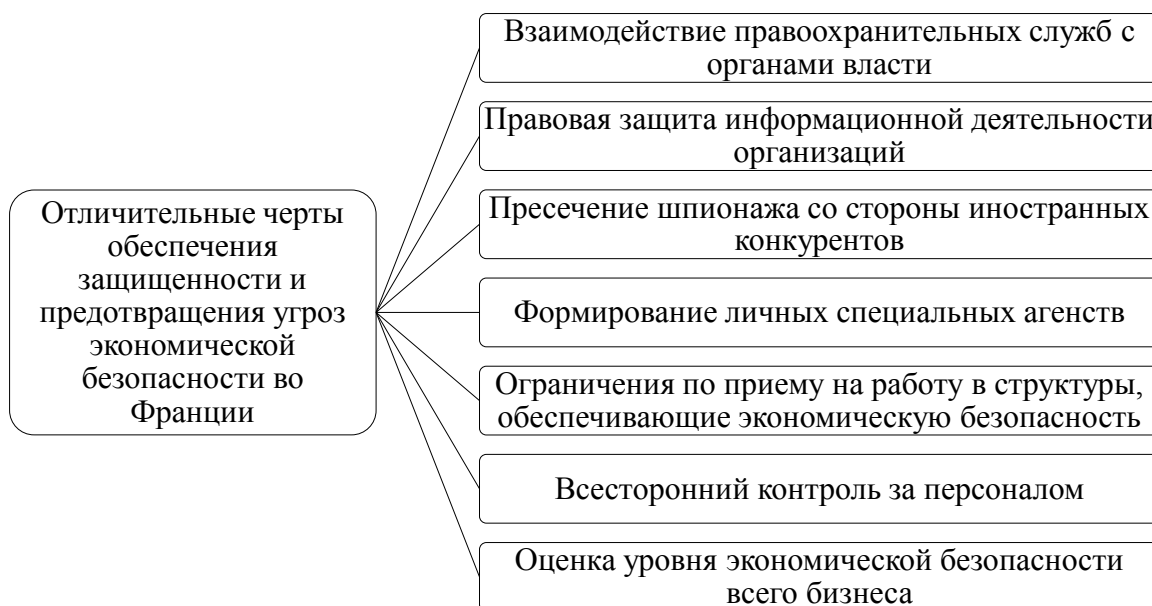 Отличительные черты
обеспечения
защищенности и
предотвращения угроз
экономической
безопасности во
Франции
Взаимодействие правоохранительных служб с
органами власти
Правовая защита информационной деятельности
организаций
Пресечение шпионажа со стороны иностранных
конкурентов
Формирование личных специальных агенств
Ограничения по приему на работу в структуры,
обеспечивающие экономическую безопасность
Всесторонний контроль за персоналом
Оценка уровня экономической безопасности
всего бизнеса